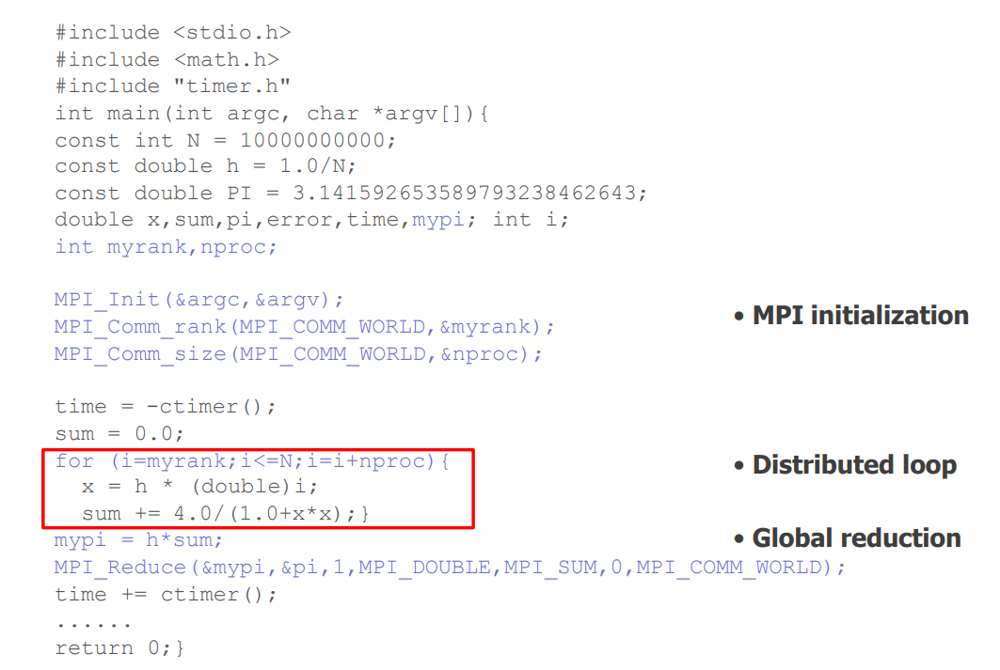 #include <stdio.h>
#include <math.h>
#include "timer.h"
int main(int argc, char *argv[]){
const int N = 10000000000;
const double h = 1.0/N;
const double PI = 3.141592653589793238462643;
double x,sum,pi,error,time,mypi; int i;
int myrank,nproc;
MPI_Init(&argc,&argv);
• MPI initialization
MPI_Comm_rank(MPI_COMM_WORLD,&myrank);
MPI_Comm_size(MPI_COMM_WORLD,&nproc);
time = -ctimer();
sum = 0.0;
for (i=myrank;i<=N;i=i+nproc){
• Distributed loop
x = h * (double)i;
sum += 4.0/(1.0+x*x);}
mypi = h*sum;
• Global reduction
MPI_Reduce(&mypi,&pi,1,MPI_DOUBLE,MPI_SUM,0,MPI_COMM_WORLD);
time += ctimer();
......
return 0;}